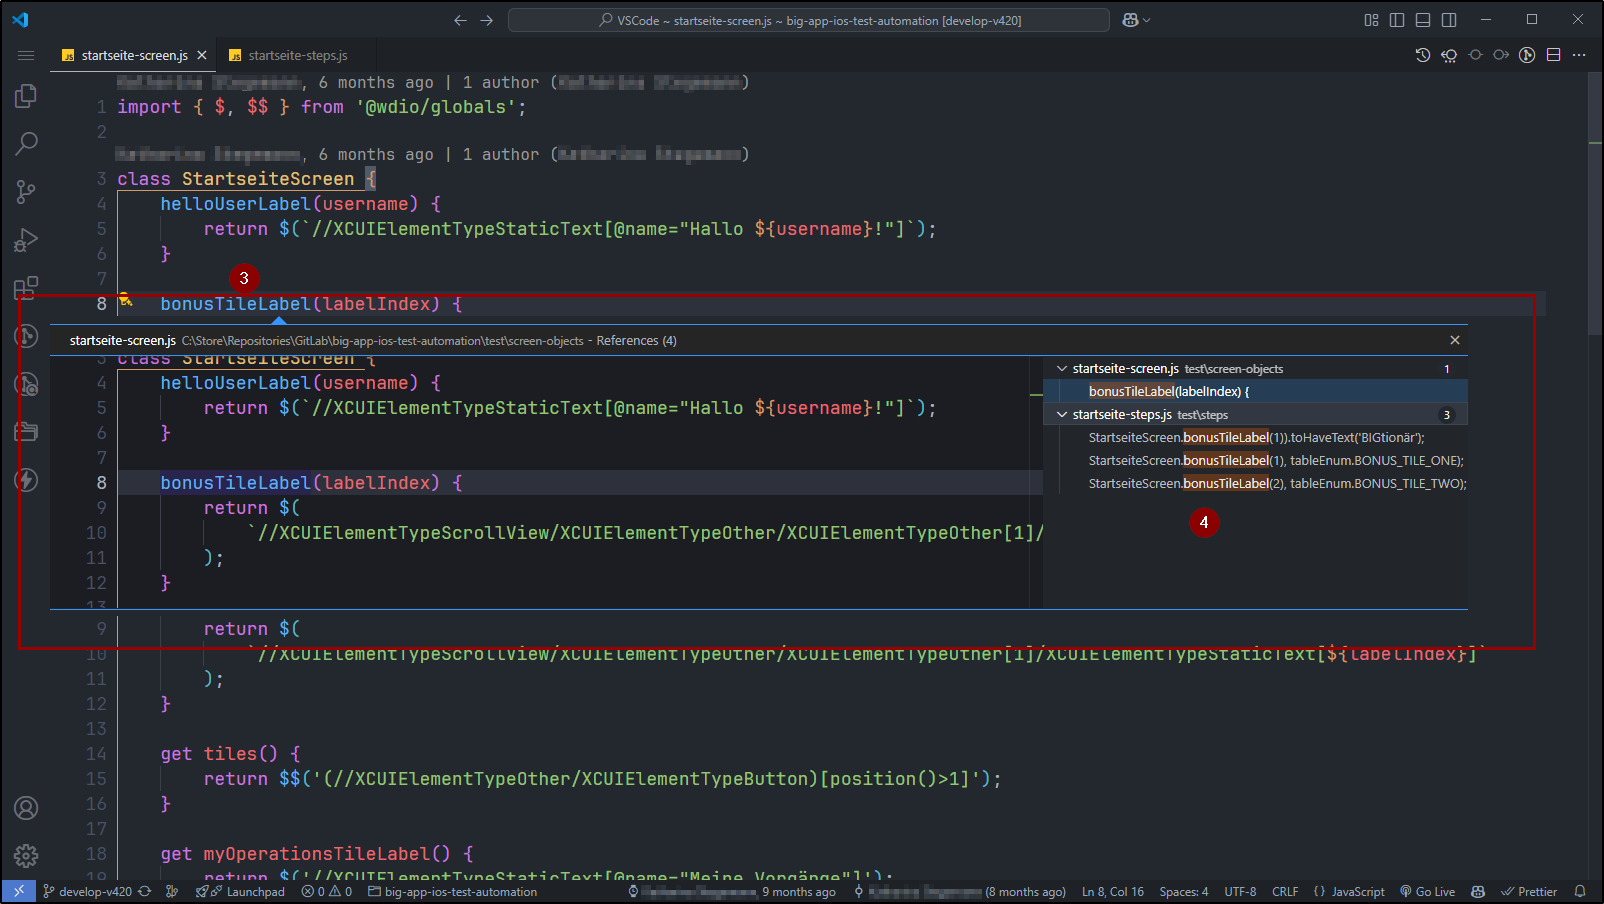 VSCode ~ startseite-screen.js ~ big-app-ios-test-automation [develop-v420]
startseite-screen.js
startseite-steps.js
, 6 months ago | 1 author ( )
1 import { $, $$ } from '@wdio/globals';
2
, 6 months ago | 1 author ( )
3 class StartseiteScreen {
4 helloUserLabel(username) {
5 return $(`//XCUIElementTypeStaticText[@name="Hallo ${username}!"]`);
6 }
7
3
8 bonusTileLabel(labelIndex) {
startseite-screen.js C:\Store\Repositories\GitLab\big-app-ios-test-automation\test\screen-objects - References (4)
3 class StartseiteScreen {
4 helloUserLabel(username) {
5 return $(`//XCUIElementTypeStaticText[@name="Hallo ${username}!"]`);
6 }
7
8 bonusTileLabel(labelIndex) {
9 return $(
10 `//XCUIElementTypeScrollView/XCUIElementTypeOther/XCUIElementTypeOther[1]/
11 );
12 }
13
startseite-screen.js test\screen-objects 1
bonusTileLabel(labelIndex) {
startseite-steps.js test\steps 3
StartseiteScreen.bonusTileLabel(1)).toHaveText('BIGtionär');
StartseiteScreen.bonusTileLabel(1), tableEnum.BONUS_TILE_ONE);
StartseiteScreen.bonusTileLabel(2), tableEnum.BONUS_TILE_TWO);
4
9 return $(
10 `//XCUIElementTypeScrollView/XCUIElementTypeOther/XCUIElementTypeOther[1]/XCUIElementTypeStaticText[${labelIndex}]`
11 );
12 }
13
14 get tiles() {
15 return $$('(//XCUIElementTypeOther/XCUIElementTypeButton)[position()>1]');
16 }
17
18 get myOperationsTileLabel() {
19 return $('//XCUIElementTypeStaticText[@name="Meine Vorgänge"]');
develop-v420 Launchpad 0 0 big-app-ios-test-automation , 9 months ago (8 months ago) Ln 8, Col 16 Spaces: 4 UTF-8 CRLF {} JavaScript Go Live Prettier